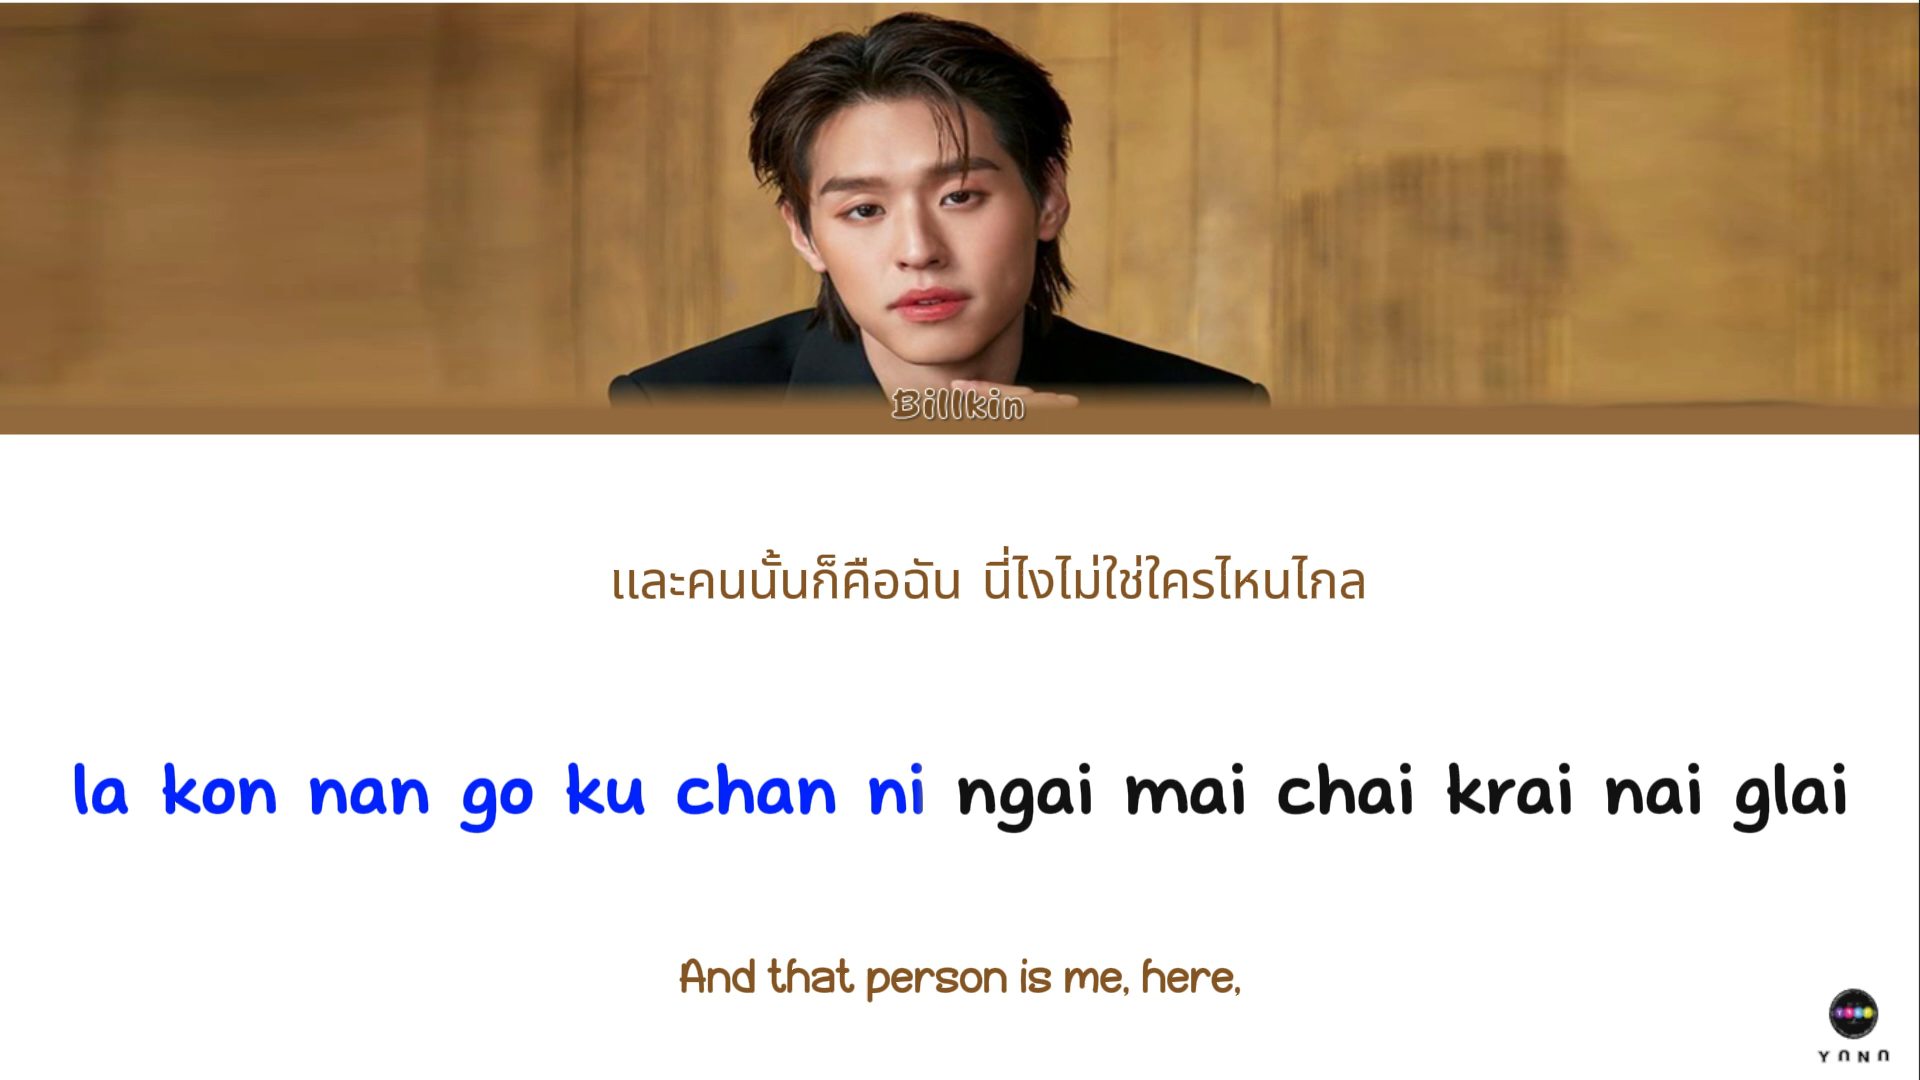 Billkin
และคนนั้นก็คือฉัน นี่ไงไม่ใช่ใครไหนไกล
la kon nan go ku chan ni ngai mai chai krai nai glai
And that person is me, here,
YNEP
YANA